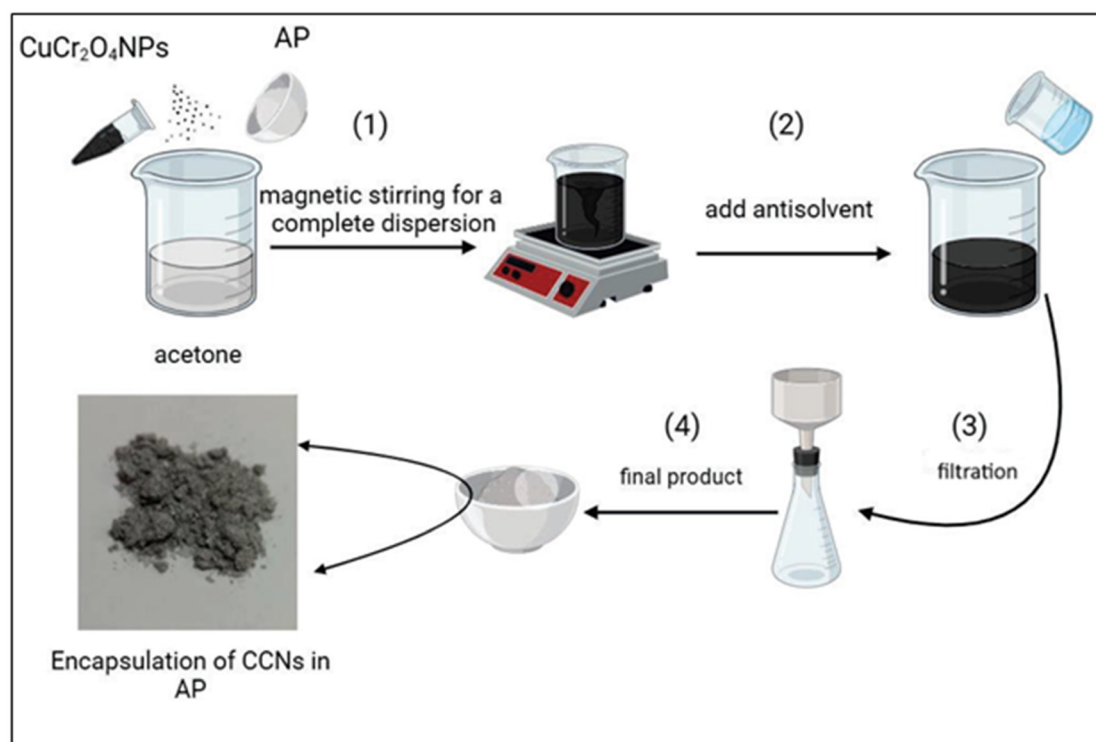 CuCr₂O₄NPs
AP
(1)
magnetic stirring for a
complete dispersion
(2)
add antisolvent
acetone
(3)
filtration
(4)
final product
Encapsulation of CCNs in
AP